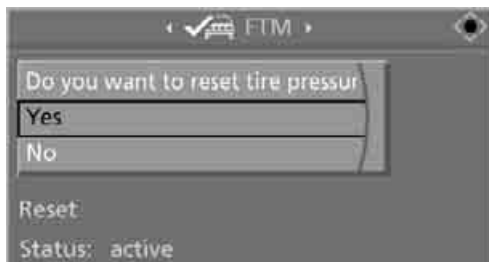 FTM
Do you want to reset tire pressur
Yes
No
Reset
Status: active